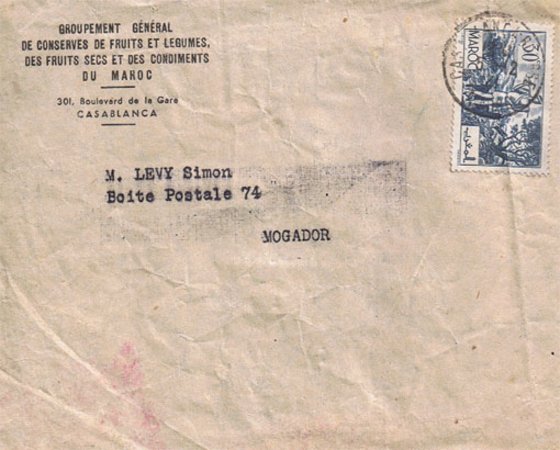 GROUPEMENT GÉNÉRAL
DE CONSERVES DE FRUITS ET LEGUMES,
DES FRUITS SECS ET DES CONDIMENTS
DU MAROC
301, Boulevard de la Gare
CASABLANCA
MAROC
المغرب
M. LEVY Simon
Boite Postale 74
MOGADOR